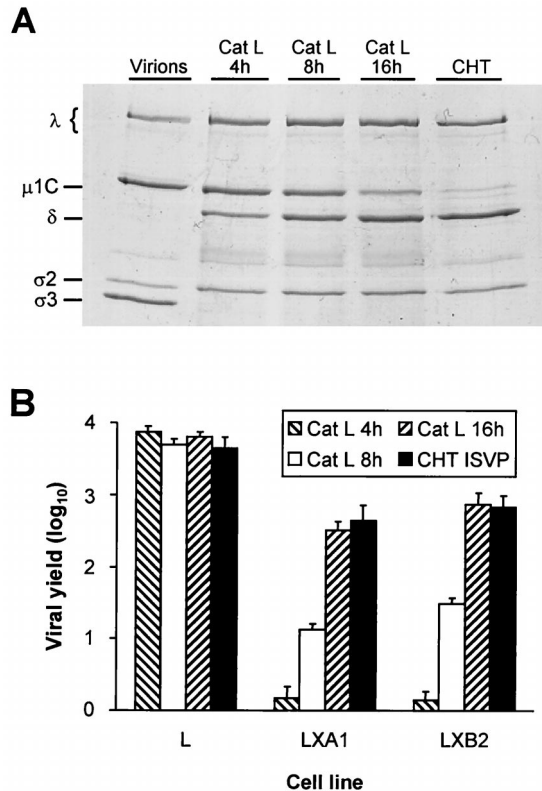 A
Virions
Cat L 4h
Cat L 8h
Cat L 16h
CHT
λ {
μ1C
δ
σ2
σ3
B
Cat L 4h
Cat L 16h
Cat L 8h
CHT ISVP
Viral yield (log10)
4
3
2
1
0
L
LXA1
LXB2
Cell line